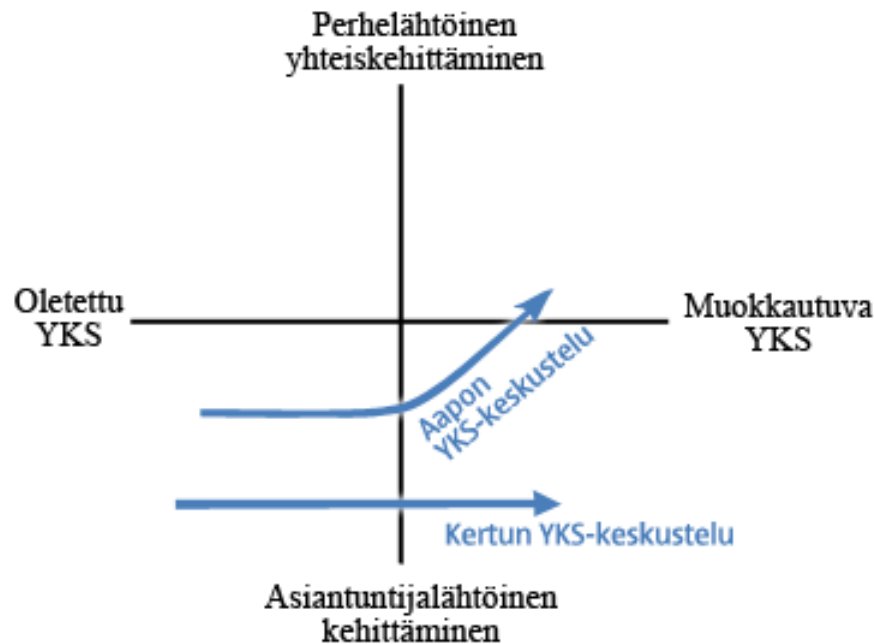 Perhelähtöinen
yhteiskehittäminen
Oletettu
YKS
Muokkautuva
YKS
Aapon
YKS-keskustelu
Kertun YKS-keskustelu
Asiantuntijalähtöinen
kehittäminen